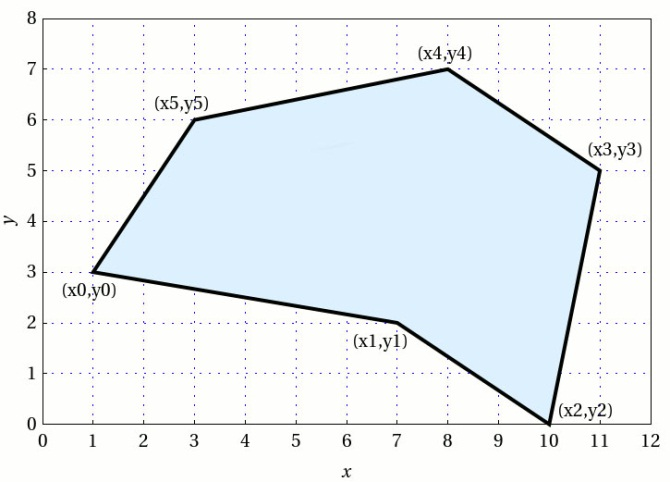 8
(x4,y4)
7
(x5,y5)
6
(x3,y3)
5
y
4
3
(x0,y0)
2
(x1,y1)
1
(x2,y2)
0
0 1 2 3 4 5 6 7 8 9 10 11 12
x